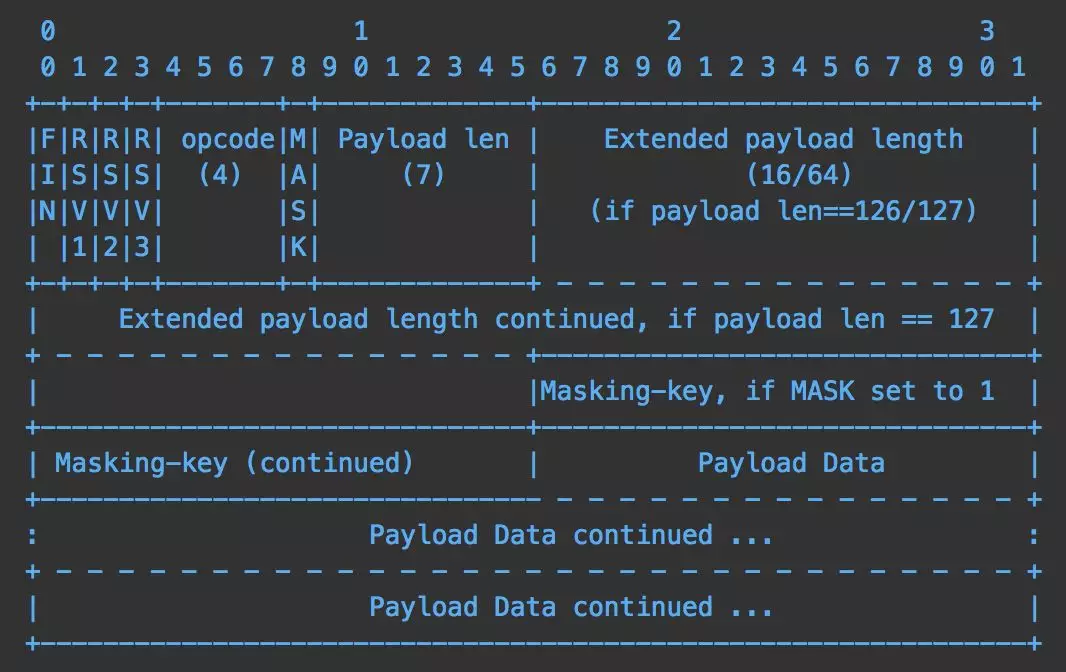 0                   1                   2                   3
 0 1 2 3 4 5 6 7 8 9 0 1 2 3 4 5 6 7 8 9 0 1 2 3 4 5 6 7 8 9 0 1
+-+-+-+-+-------+-+-------------+-------------------------------+
|F|R|R|R| opcode|M| Payload len |    Extended payload length    |
|I|S|S|S|  (4)  |A|     (7)     |             (16/64)           |
|N|V|V|V|       |S|             |   (if payload len==126/127)   |
| |1|2|3|       |K|             |                               |
+-+-+-+-+-------+-+-------------+ - - - - - - - - - - - - - - - +
|     Extended payload length continued, if payload len == 127  |
+ - - - - - - - - - - - - - - - +-------------------------------+
|                               |Masking-key, if MASK set to 1  |
+-------------------------------+-------------------------------+
| Masking-key (continued)       |          Payload Data         |
+-------------------------------- - - - - - - - - - - - - - - - +
:                     Payload Data continued ...                :
+ - - - - - - - - - - - - - - - - - - - - - - - - - - - - - - - +
|                     Payload Data continued ...                |
+---------------------------------------------------------------+